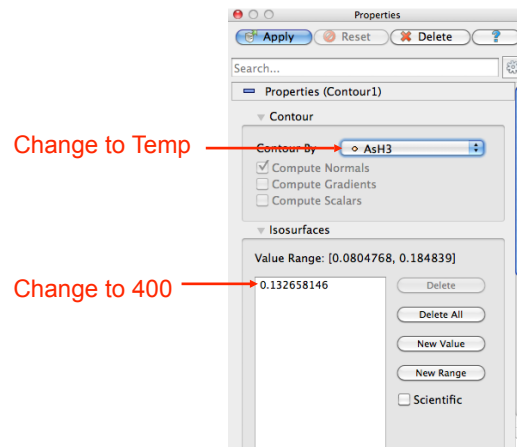 Properties
Apply Reset Delete ?
Search...
Properties (Contour1)
Contour
Change to Temp
Contour By AsH3
Compute Normals
Compute Gradients
Compute Scalars
Isosurfaces
Value Range: [0.0804768, 0.184839]
Change to 400
0.132658146
Delete
Delete All
New Value
New Range
Scientific